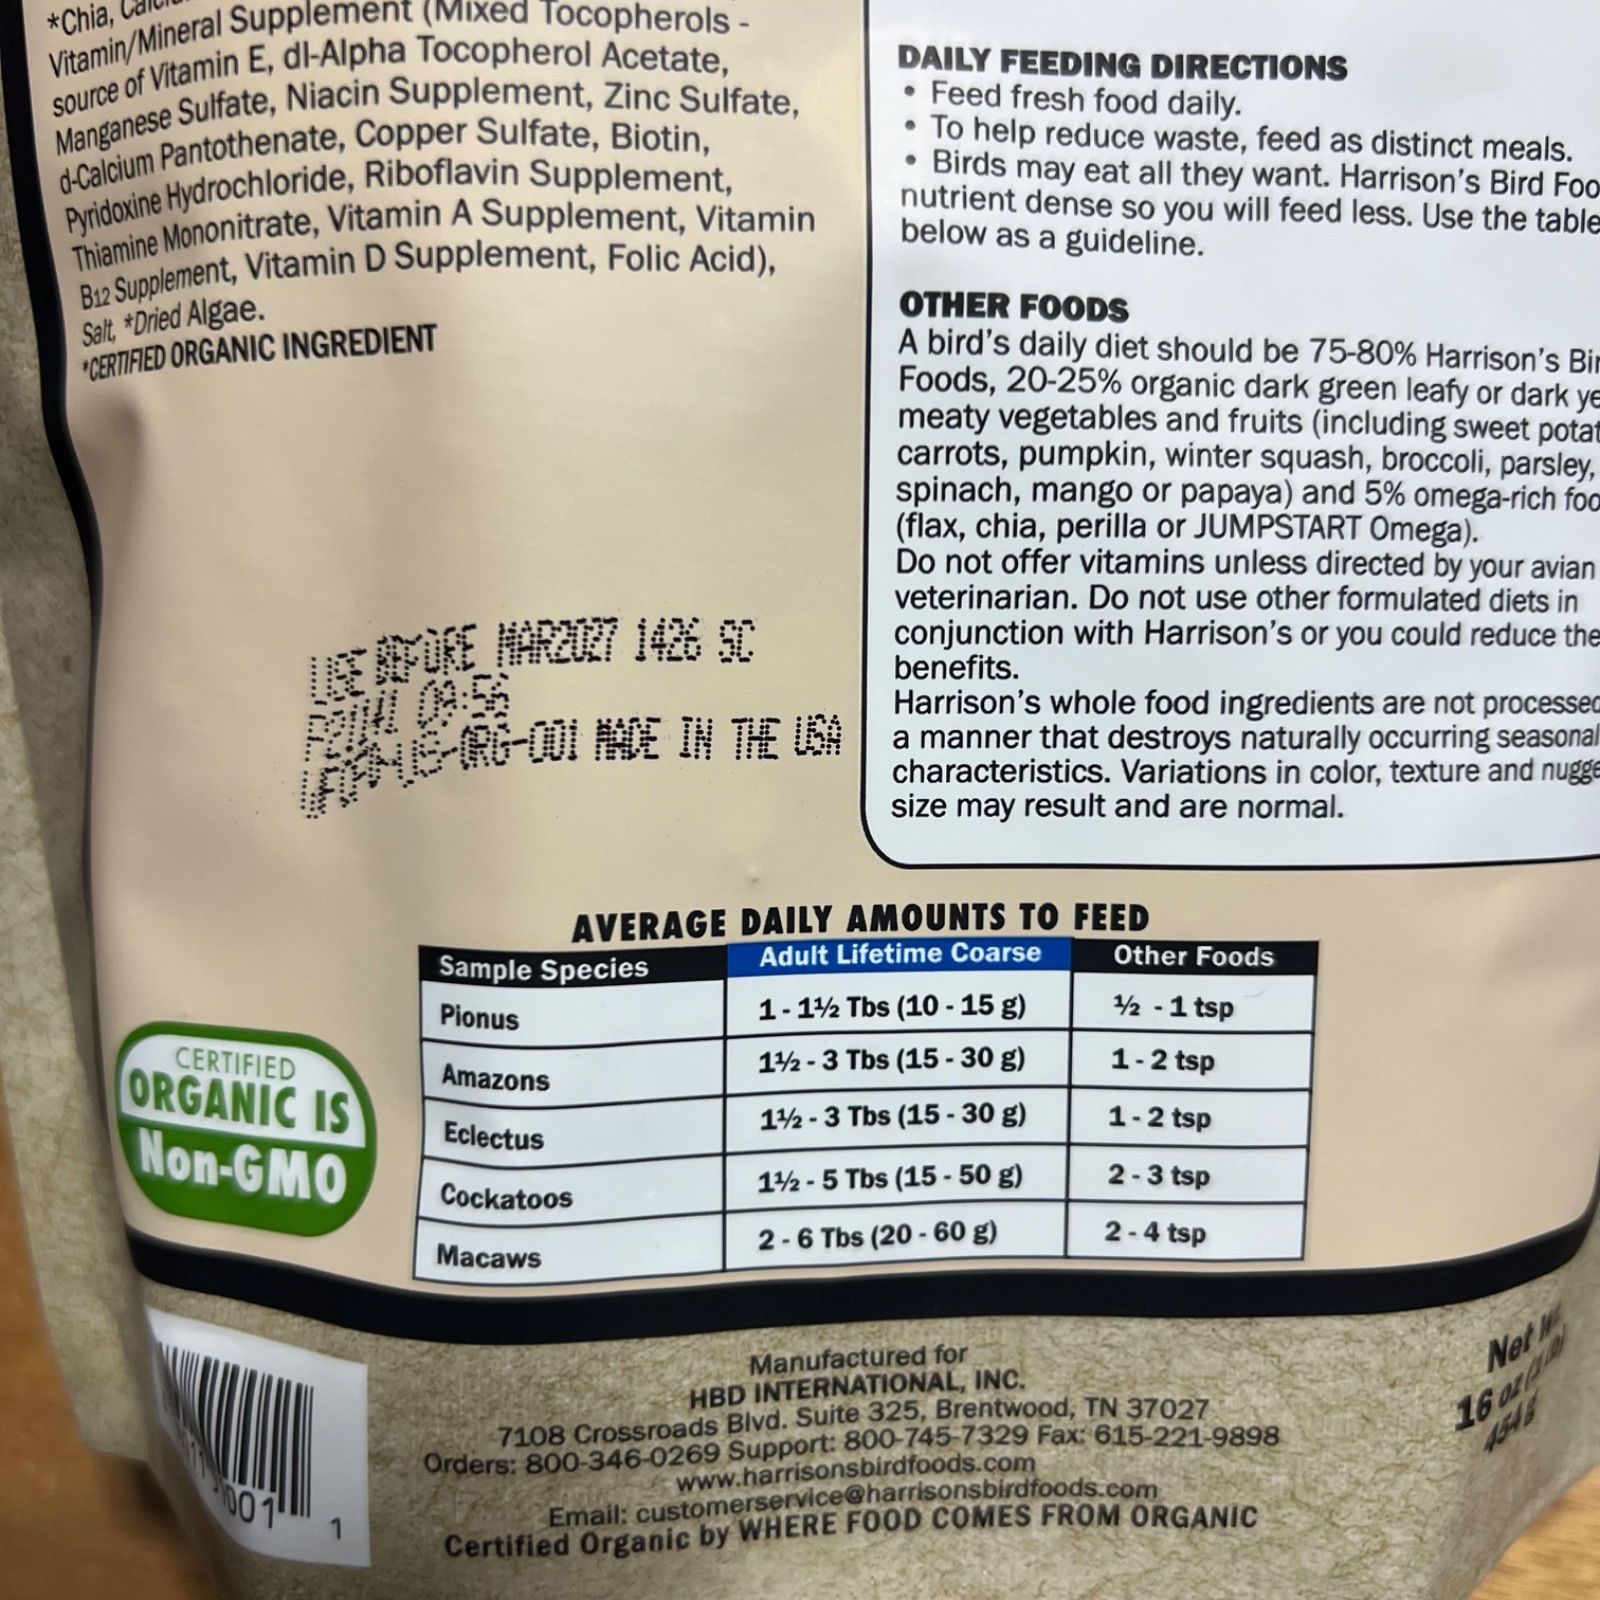 *Chia,
Vitamin/Mineral Supplement (Mixed Tocopherols -
source of Vitamin E, dl-Alpha Tocopherol Acetate,
Manganese Sulfate, Niacin Supplement, Zinc Sulfate,
d-Calcium Pantothenate, Copper Sulfate, Biotin,
Pyridoxine Hydrochloride, Riboflavin Supplement,
Thiamine Mononitrate, Vitamin A Supplement, Vitamin
B12 Supplement, Vitamin D Supplement, Folic Acid),
Salt, *Dried Algae.
*CERTIFIED ORGANIC INGREDIENT
USE BEFORE MAR2027 1426 SC
09:56
MADE IN THE USA
DAILY FEEDING DIRECTIONS
• Feed fresh food daily.
• To help reduce waste, feed as distinct meals.
• Birds may eat all they want. Harrison's Bird Foo
nutrient dense so you will feed less. Use the table
below as a guideline.
OTHER FOODS
A bird's daily diet should be 75-80% Harrison's Bir
Foods, 20-25% organic dark green leafy or dark ye
meaty vegetables and fruits (including sweet potat
carrots, pumpkin, winter squash, broccoli, parsley,
spinach, mango or papaya) and 5% omega-rich foo
(flax, chia, perilla or JUMPSTART Omega).
Do not offer vitamins unless directed by your avian
veterinarian. Do not use other formulated diets in
conjunction with Harrison's or you could reduce the
benefits.
Harrison's whole food ingredients are not processed
a manner that destroys naturally occurring seasonal
characteristics. Variations in color, texture and nugge
size may result and are normal.
AVERAGE DAILY AMOUNTS TO FEED
Sample Species Adult Lifetime Coarse Other Foods
Pionus 1 - 1½ Tbs (10 - 15 g) ½ - 1 tsp
Amazons 1½ - 3 Tbs (15 - 30 g) 1 - 2 tsp
Eclectus 1½ - 3 Tbs (15 - 30 g) 1 - 2 tsp
Cockatoos 1½ - 5 Tbs (15 - 50 g) 2 - 3 tsp
Macaws 2 - 6 Tbs (20 - 60 g) 2 - 4 tsp
CERTIFIED
ORGANIC IS
Non-GMO
Manufactured for
HBD INTERNATIONAL, INC.
7108 Crossroads Blvd. Suite 325, Brentwood, TN 37027
Orders: 800-346-0269 Support: 800-745-7329 Fax: 615-221-9898
www.harrisonsbirdfoods.com
Email: customerservice@harrisonsbirdfoods.com
Certified Organic by WHERE FOOD COMES FROM ORGANIC
Net
16 oz
454 g
1